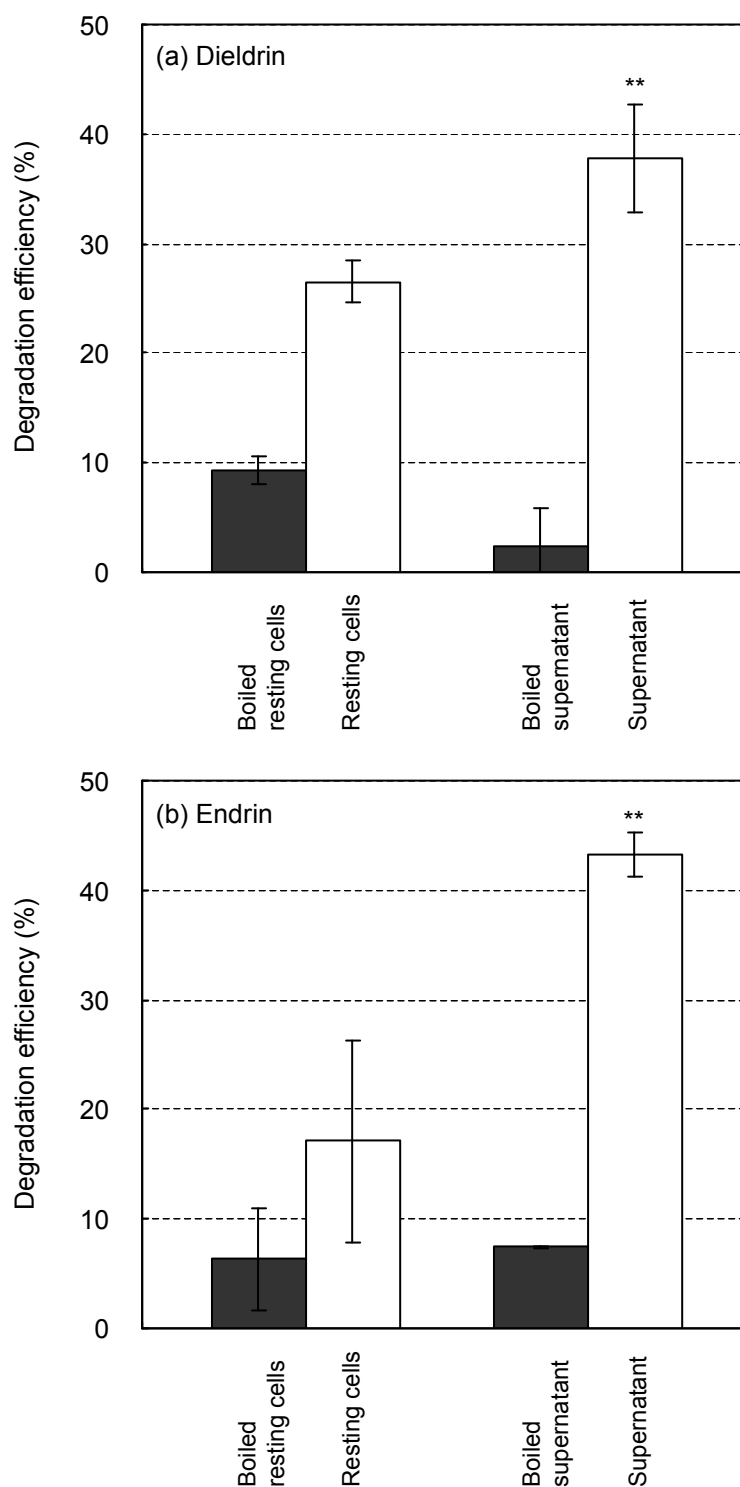 50
(a) Dieldrin
**
40
30
20
10
0
Degradation efficiency (%)
Boiled
resting cells
Resting cells
Boiled
supernatant
Supernatant
50
(b) Endrin
**
40
30
20
10
0
Degradation efficiency (%)
Boiled
resting cells
Resting cells
Boiled
supernatant
Supernatant